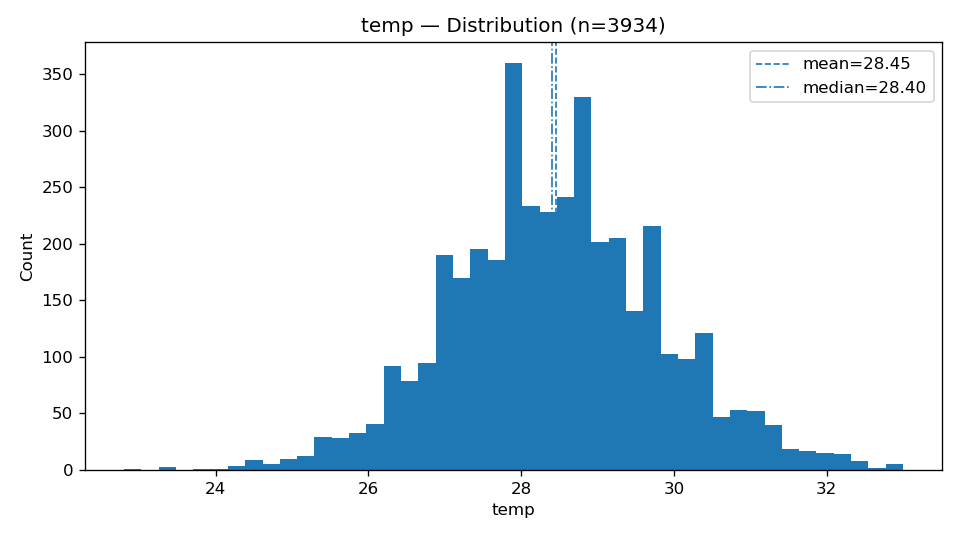 temp — Distribution (n=3934)
mean=28.45
median=28.40
350
300
250
200
150
100
50
0
Count
24 26 28 30 32
temp